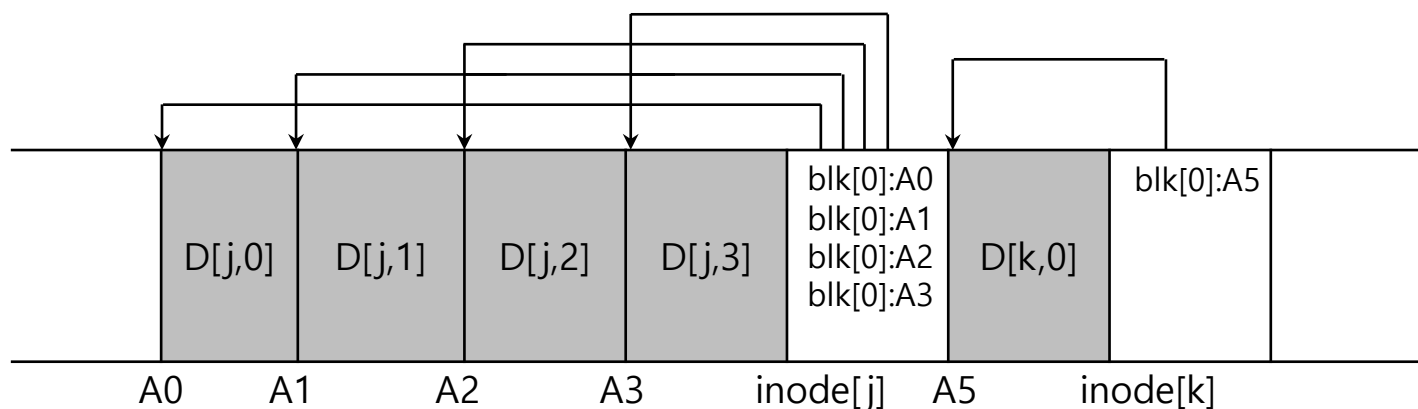 D[j,0] D[j,1] D[j,2] D[j,3]
blk[0]:A0
blk[0]:A1
blk[0]:A2
blk[0]:A3
D[k,0]
blk[0]:A5
A0 A1 A2 A3 inode[j] A5 inode[k]